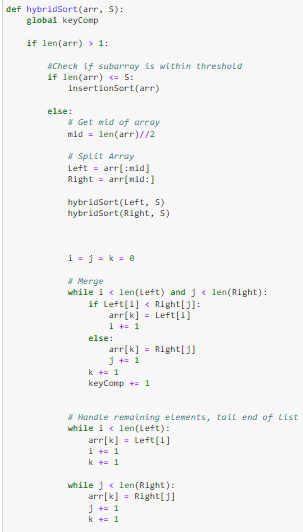 def hybridSort(arr, S):
    global keyComp
    if len(arr) > 1:
        #Check if subarray is within threshold
        if len(arr) <= S:
            insertionSort(arr)
        else:
            # Get mid of array
            mid = len(arr)//2
            # Split Array
            Left = arr[:mid]
            Right = arr[mid:]
            hybridSort(Left, S)
            hybridSort(Right, S)
            i = j = k = 0
            # Merge
            while i < len(Left) and j < len(Right):
                if Left[i] < Right[j]:
                    arr[k] = Left[i]
                    i += 1
                else:
                    arr[k] = Right[j]
                    j += 1
                k += 1
                keyComp += 1
            # Handle remaining elements, tail end of list
            while i < len(Left):
                arr[k] = Left[i]
                i += 1
                k += 1
            while j < len(Right):
                arr[k] = Right[j]
                j += 1
                k += 1